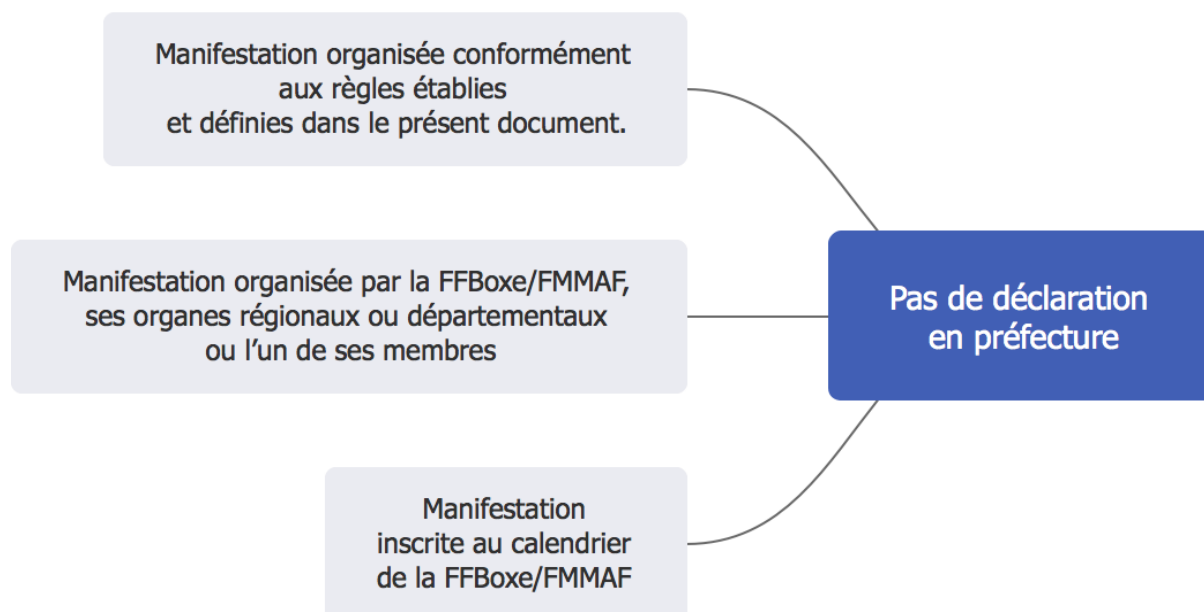 Manifestation organisée conformément
aux règles établies
et définies dans le présent document.
Manifestation organisée par la FFBoxe/FMMAF,
ses organes régionaux ou départementaux
ou l’un de ses membres
Manifestation
inscrite au calendrier
de la FFBoxe/FMMAF
Pas de déclaration
en préfecture